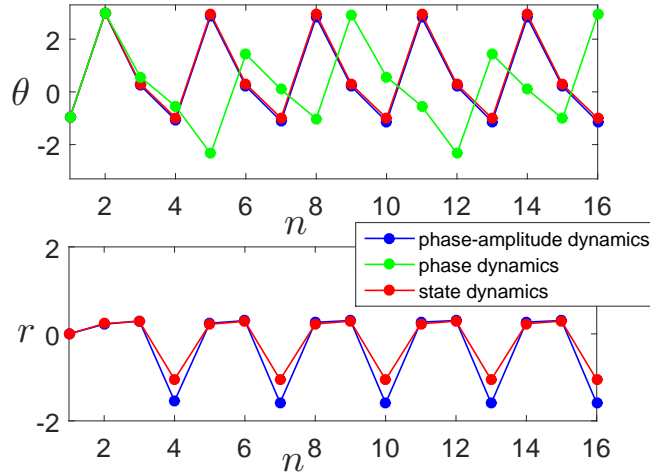 2
0
-2
θ
2 4 6 8 10 12 14 16
n
phase-amplitude dynamics
phase dynamics
state dynamics
2
0
-2
r
2 4 6 8 10 12 14 16
n